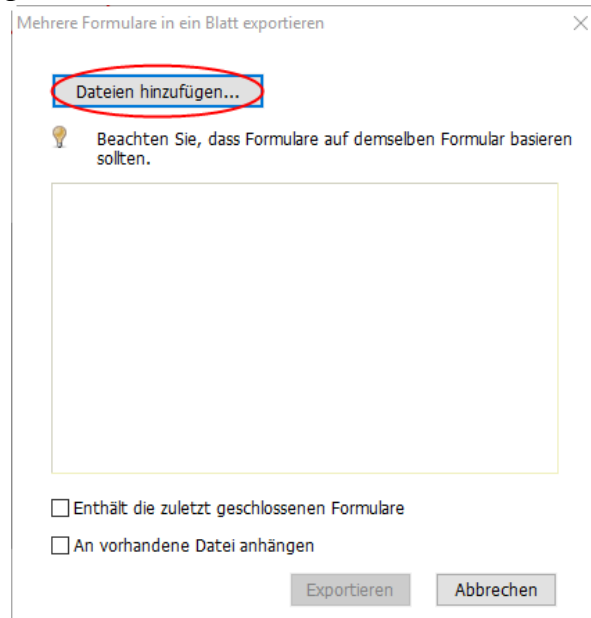 Mehrere Formulare in ein Blatt exportieren
Dateien hinzufügen...
Beachten Sie, dass Formulare auf demselben Formular basieren
sollten.
Enthält die zuletzt geschlossenen Formulare
An vorhandene Datei anhängen
Exportieren Abbrechen